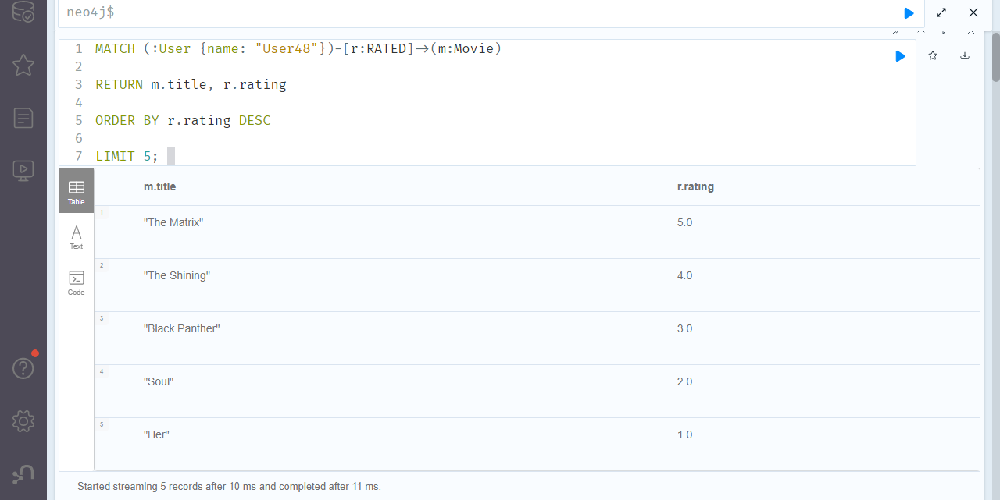 neo4j$
1 MATCH (:User {name: "User48"})-[r:RATED]->(m:Movie)
2
3 RETURN m.title, r.rating
4
5 ORDER BY r.rating DESC
6
7 LIMIT 5;
Table
Text
Code
m.title r.rating
1 "The Matrix" 5.0
2 "The Shining" 4.0
3 "Black Panther" 3.0
4 "Soul" 2.0
5 "Her" 1.0
Started streaming 5 records after 10 ms and completed after 11 ms.